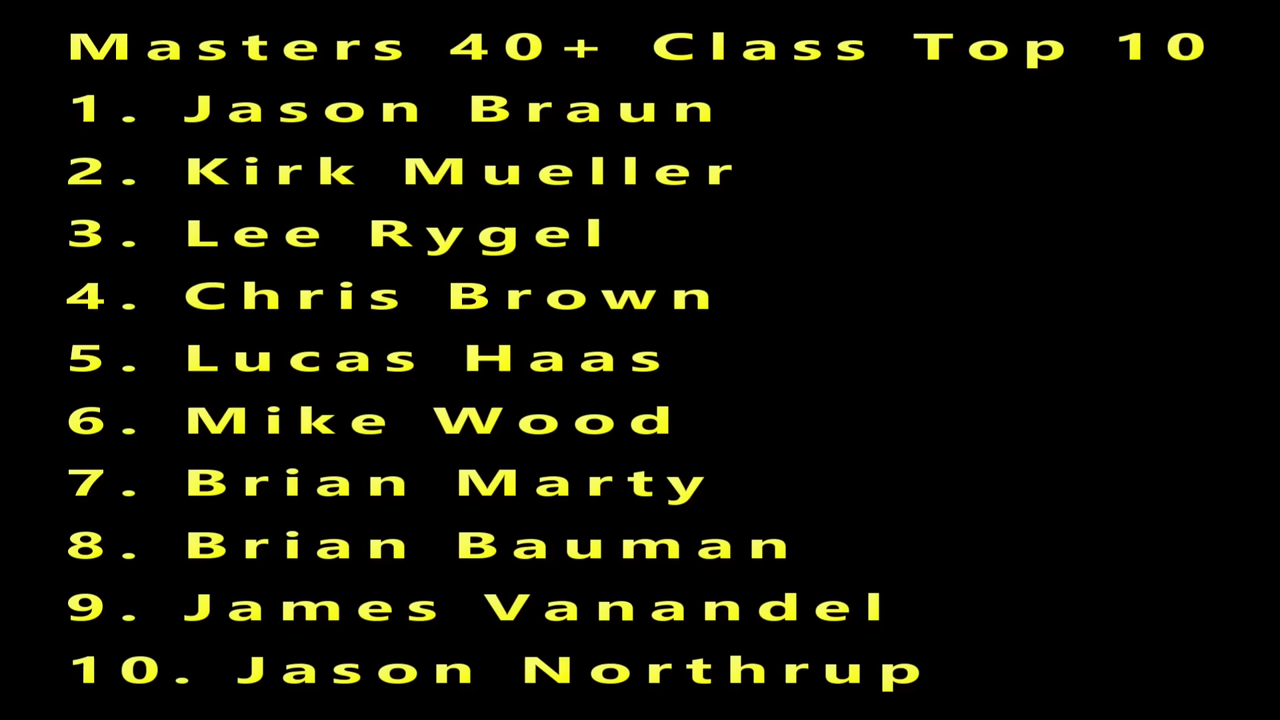 Masters 40+ Class Top 10
1. Jason Braun
2. Kirk Mueller
3. Lee Rygel
4. Chris Brown
5. Lucas Haas
6. Mike Wood
7. Brian Marty
8. Brian Bauman
9. James Vanandel
10. Jason Northrup